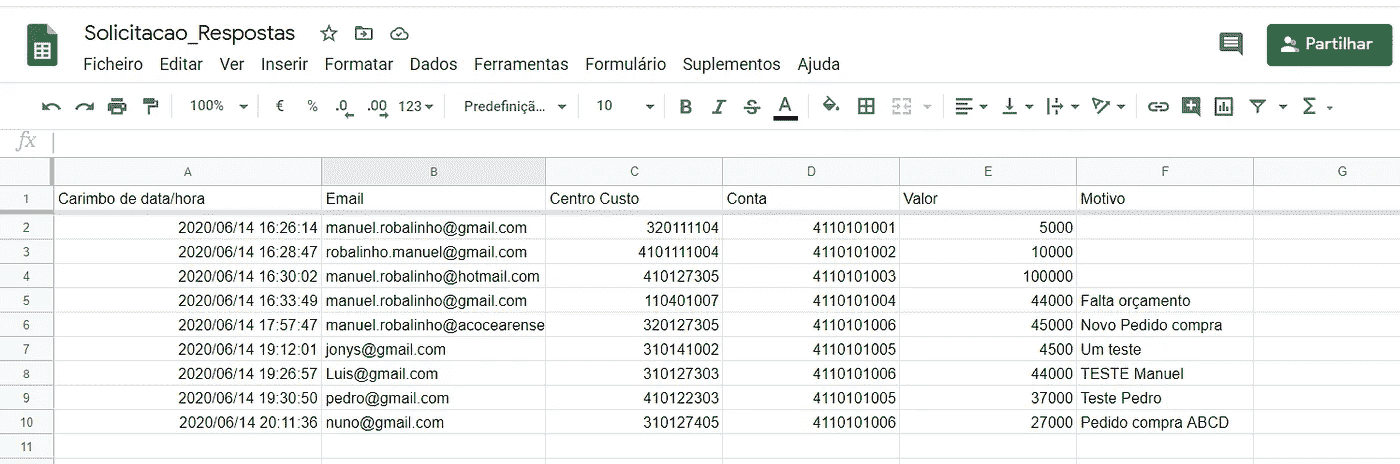 Solicitacao_Respostas
Partilhar
Ficheiro Editar Ver Inserir Formatar Dados Ferramentas Formulário Suplementos Ajuda
100% € % .0 .00 123 Predefiniçã... 10 B I S A Σ
fx
A B C D E F G
1 Carimbo de data/hora Email Centro Custo Conta Valor Motivo
2 2020/06/14 16:26:14 manuel.robalinho@gmail.com 320111104 4110101001 5000
3 2020/06/14 16:28:47 robalinho.manuel@gmail.com 4101111004 4110101002 10000
4 2020/06/14 16:30:02 manuel.robalinho@hotmail.com 410127305 4110101003 100000
5 2020/06/14 16:33:49 manuel.robalinho@gmail.com 110401007 4110101004 44000 Falta orçamento
6 2020/06/14 17:57:47 manuel.robalinho@acocearense 320127305 4110101006 45000 Novo Pedido compra
7 2020/06/14 19:12:01 jonys@gmail.com 310141002 4110101005 4500 Um teste
8 2020/06/14 19:26:57 Luis@gmail.com 310127303 4110101006 44000 TESTE Manuel
9 2020/06/14 19:30:50 pedro@gmail.com 410122303 4110101005 37000 Teste Pedro
10 2020/06/14 20:11:36 nuno@gmail.com 310127405 4110101006 27000 Pedido compra ABCD
11